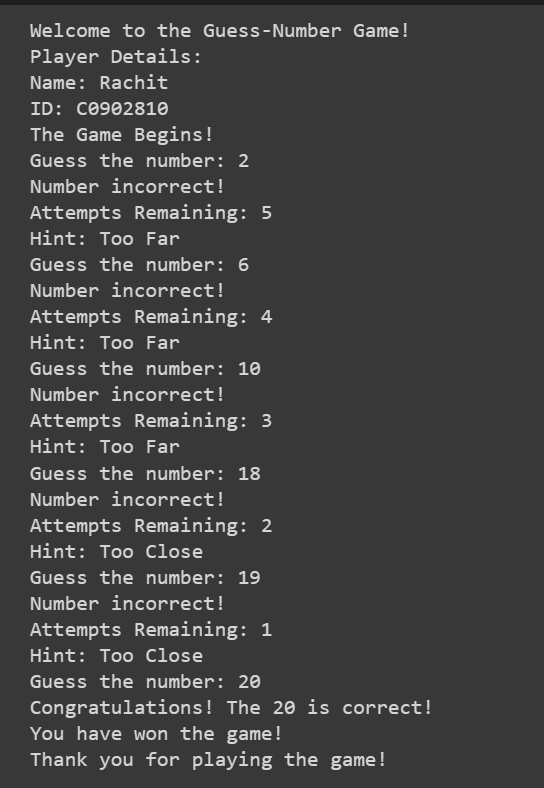 Welcome to the Guess-Number Game!
Player Details:
Name: Rachit
ID: C0902810
The Game Begins!
Guess the number: 2
Number incorrect!
Attempts Remaining: 5
Hint: Too Far
Guess the number: 6
Number incorrect!
Attempts Remaining: 4
Hint: Too Far
Guess the number: 10
Number incorrect!
Attempts Remaining: 3
Hint: Too Far
Guess the number: 18
Number incorrect!
Attempts Remaining: 2
Hint: Too Close
Guess the number: 19
Number incorrect!
Attempts Remaining: 1
Hint: Too Close
Guess the number: 20
Congratulations! The 20 is correct!
You have won the game!
Thank you for playing the game!